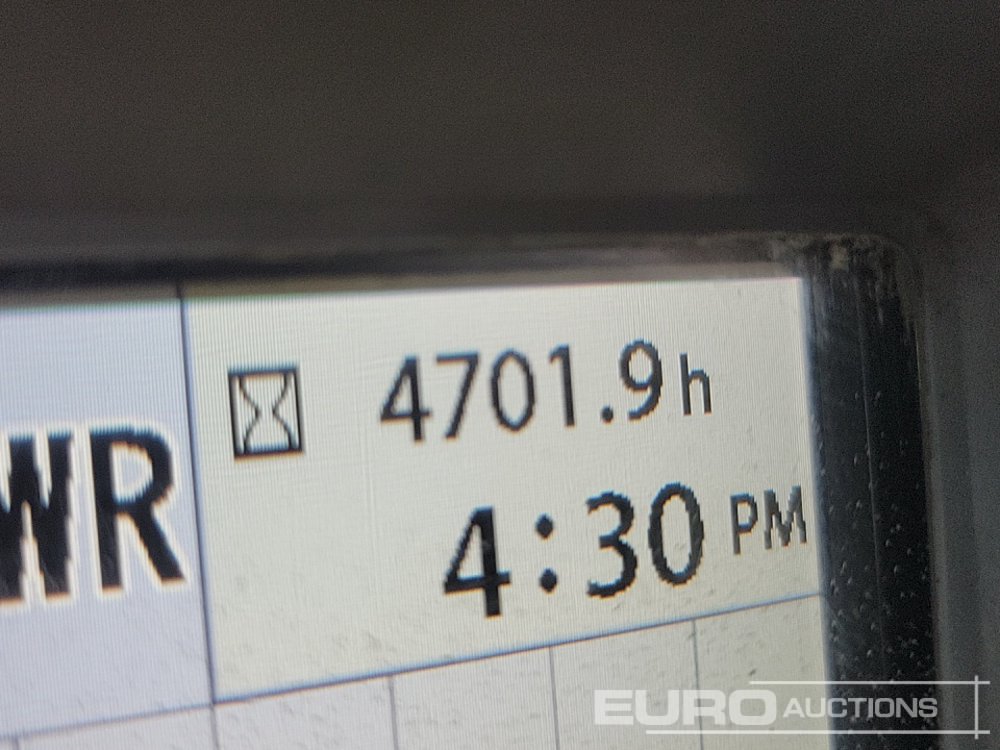 4701.9 h
WR
4:30 PM
EURO AUCTIONS